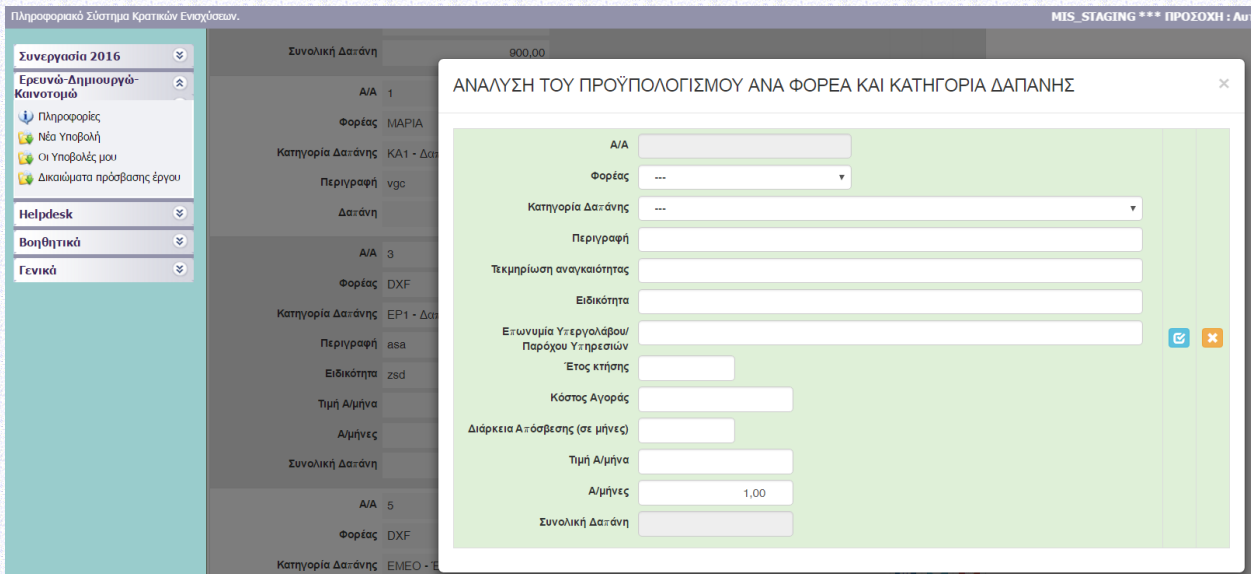 Πληροφοριακό Σύστημα Κρατικών Ενισχύσεων.
MIS_STAGING *** ΠΡΟΣΟΧΗ : Αυτ
Συνεργασία 2016
Ερευνώ-Δημιουργώ-
Καινοτομώ
Πληροφορίες
Νέα Υποβολή
Οι Υποβολές μου
Δικαιώματα πρόσβασης έργου
Helpdesk
Βοηθητικά
Γενικά
Συνολική Δαπάνη 900,00
Α/Α 1
Φορέας ΜΑΡΙΑ
Κατηγορία Δαπάνης ΚΑ1 - Δαπ
Περιγραφή vgc
Δαπάνη
Α/Α 3
Φορέας DXF
Κατηγορία Δαπάνης ΕΡ1 - Δαπ
Περιγραφή asa
Ειδικότητα zsd
Τιμή Α/μήνα
Α/μήνες
Συνολική Δαπάνη
Α/Α 5
Φορέας DXF
Κατηγορία Δαπάνης ΕΜΕΟ - Έ
ΑΝΑΛΥΣΗ ΤΟΥ ΠΡΟΫΠΟΛΟΓΙΣΜΟΥ ΑΝΑ ΦΟΡΕΑ ΚΑΙ ΚΑΤΗΓΟΡΙΑ ΔΑΠΑΝΗΣ ×
Α/Α
Φορέας ---
Κατηγορία Δαπάνης ---
Περιγραφή
Τεκμηρίωση αναγκαιότητας
Ειδικότητα
Επωνυμία Υπεργολάβου/
Παρόχου Υπηρεσιών
Έτος κτήσης
Κόστος Αγοράς
Διάρκεια Απόσβεσης (σε μήνες)
Τιμή Α/μήνα
Α/μήνες 1,00
Συνολική Δαπάνη